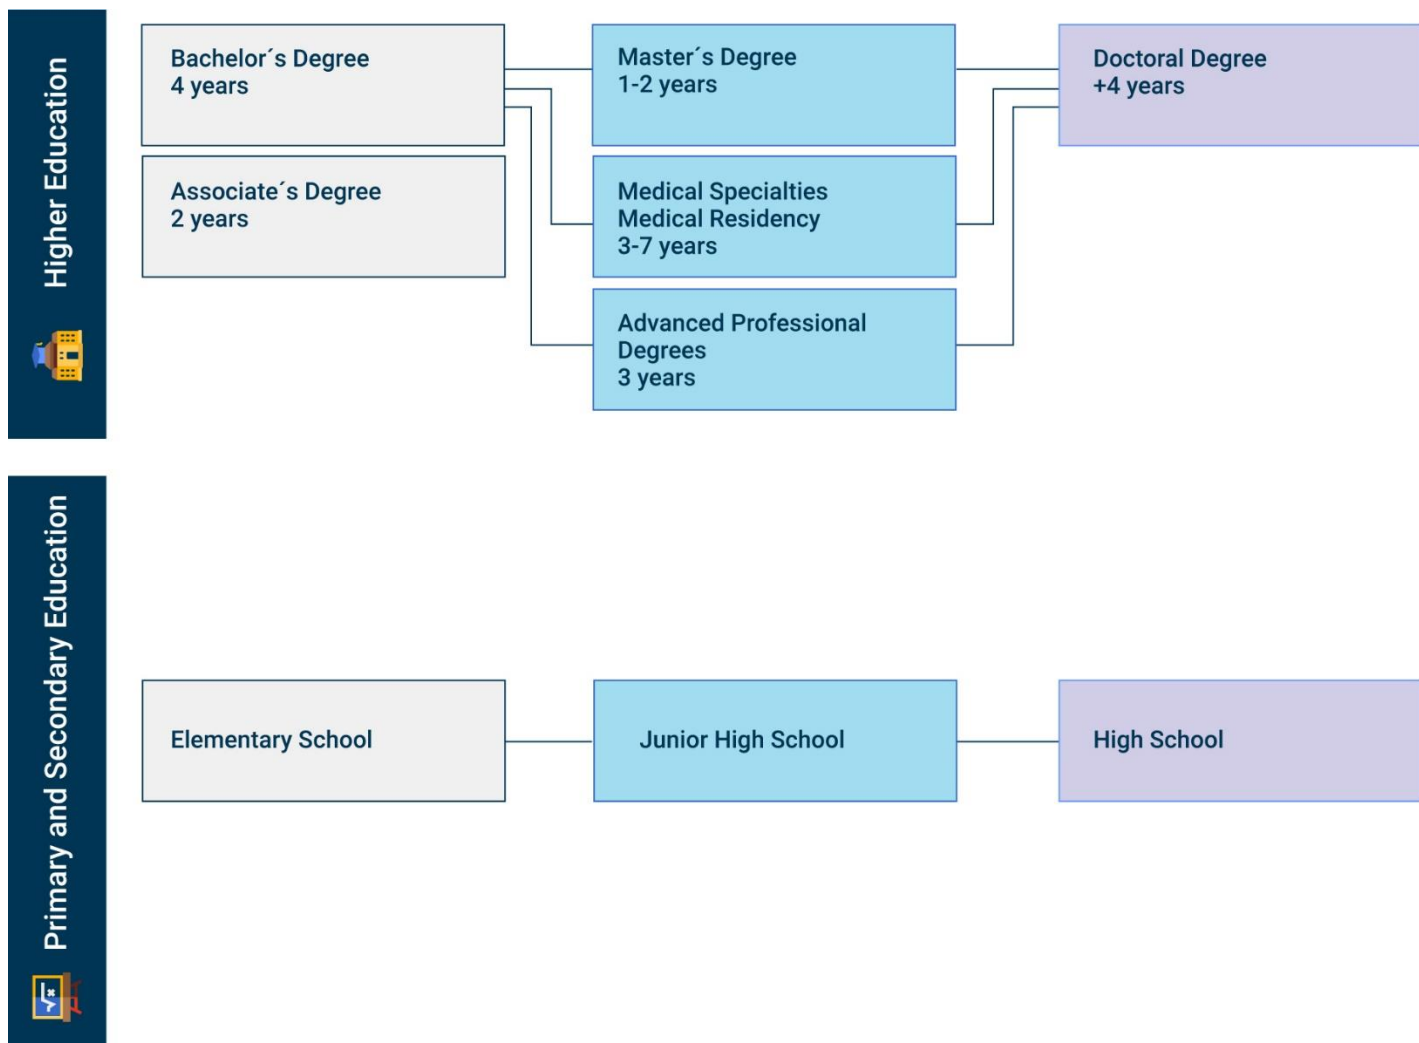 Higher Education
Bachelor´s Degree
4 years
Master´s Degree
1-2 years
Doctoral Degree
+4 years
Associate´s Degree
2 years
Medical Specialties
Medical Residency
3-7 years
Advanced Professional
Degrees
3 years
Primary and Secondary Education
Elementary School
Junior High School
High School